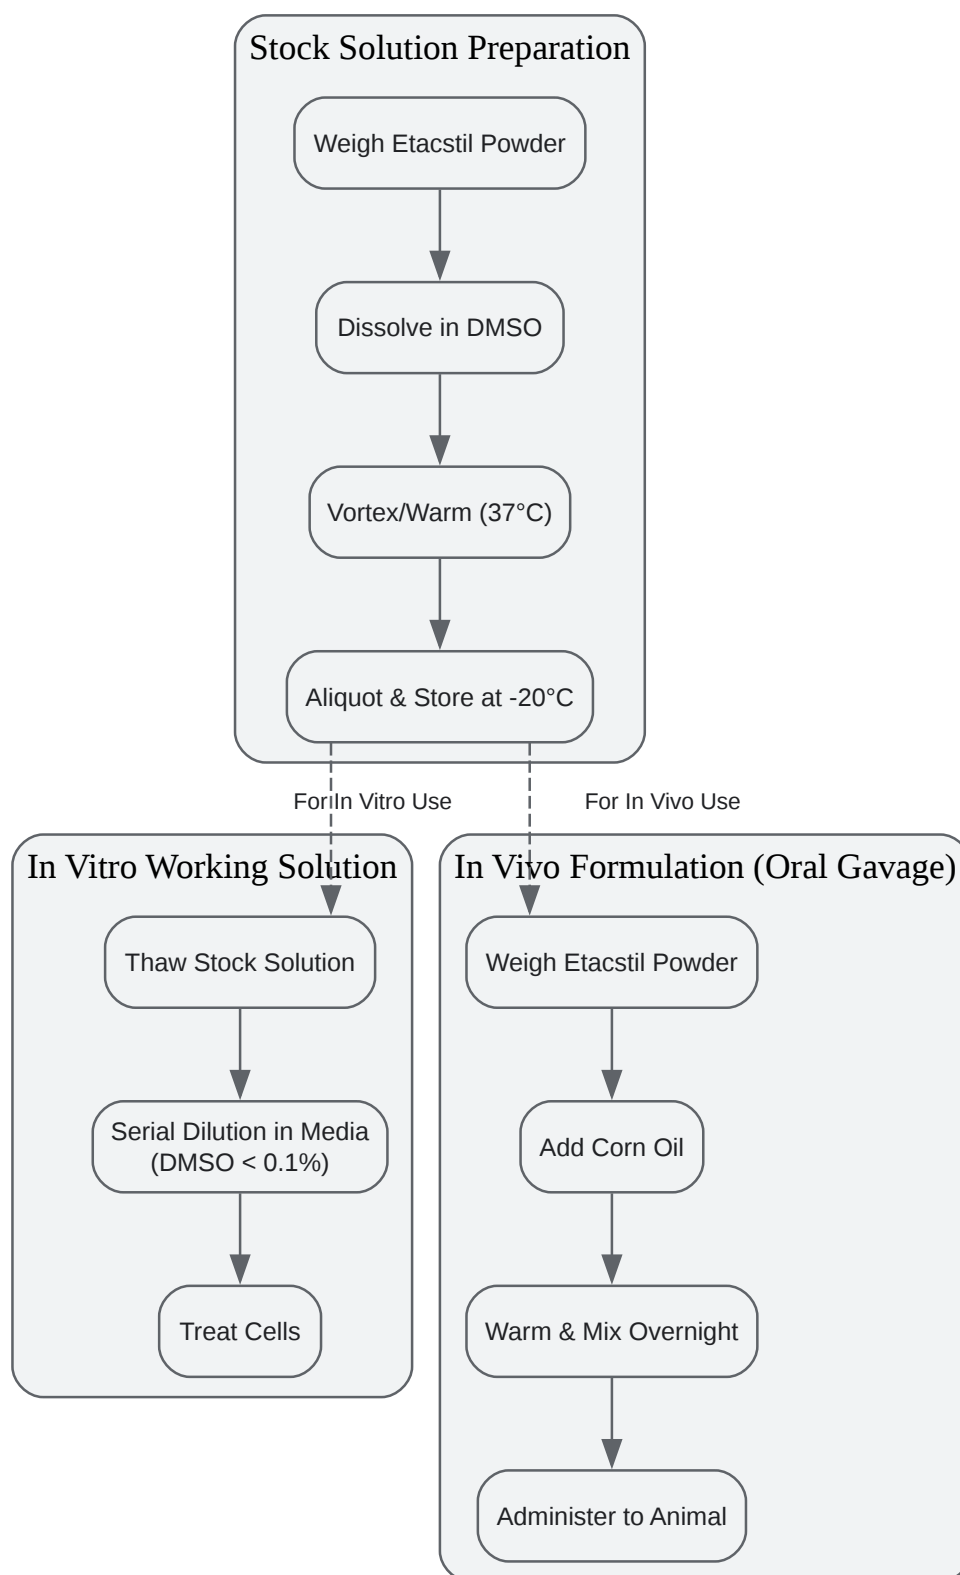 Stock Solution Preparation
Weigh Etacstil Powder
Dissolve in DMSO
Vortex/Warm (37°C)
Aliquot & Store at -20°C
For In Vitro Use
For In Vivo Use
In Vitro Working Solution
Thaw Stock Solution
Serial Dilution in Media
(DMSO < 0.1%)
Treat Cells
In Vivo Formulation (Oral Gavage)
Weigh Etacstil Powder
Add Corn Oil
Warm & Mix Overnight
Administer to Animal